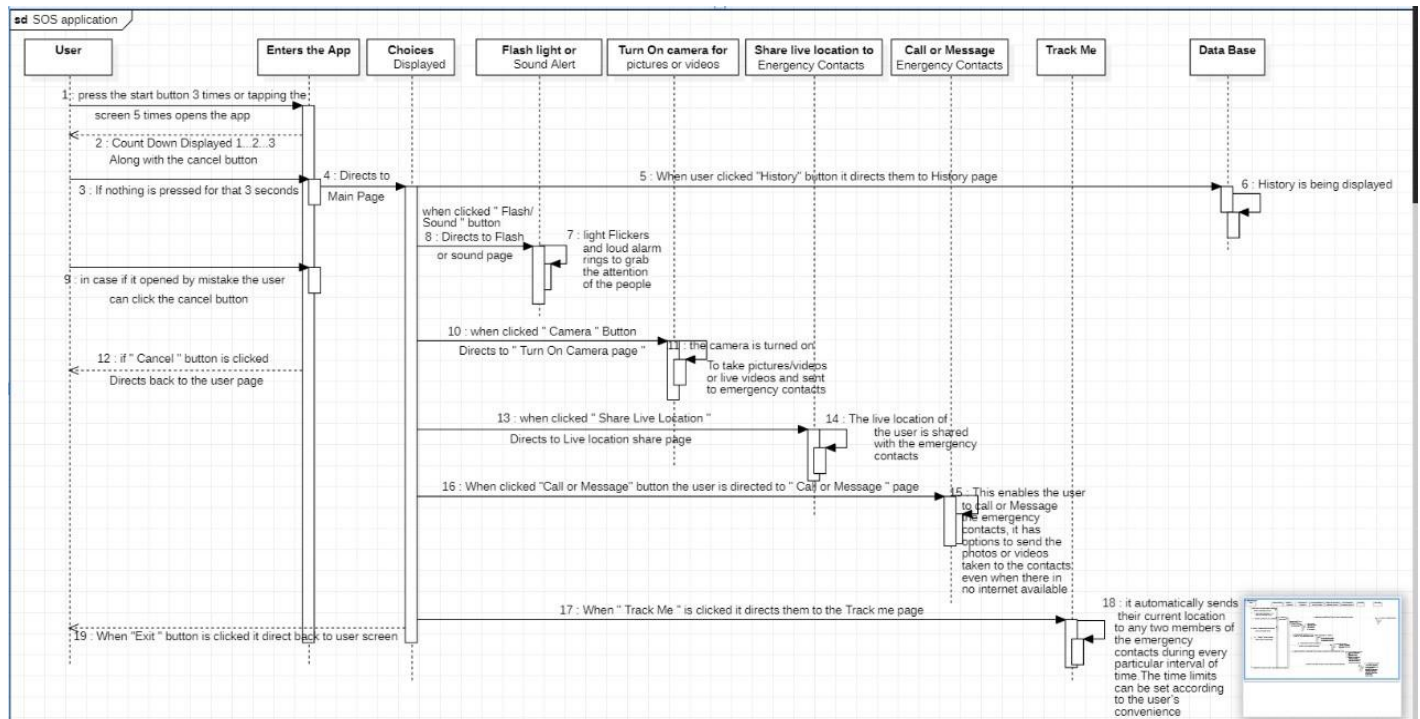 sd SOS application
User
Enters the App
Choices
Displayed
Flash light or
Sound Alert
Turn On camera for
pictures or videos
Share live location to
Emergency Contacts
Call or Message
Emergency Contacts
Track Me
Data Base
1 : press the start button 3 times or tapping the
screen 5 times opens the app
2 : Count Down Displayed 1...2...3
Along with the cancel button
3 : If nothing is pressed for that 3 seconds
4 : Directs to
Main Page
5 : When user clicked "History" button it directs them to History page
6 : History is being displayed
when clicked " Flash/
Sound " button
8 : Directs to Flash
or sound page
7 : light Flickers
and loud alarm
rings to grab
the attention
of the people
9 : in case if it opened by mistake the user
can click the cancel button
10 : when clicked " Camera " Button
Directs to " Turn On Camera page "
11 : the camera is turned on
To take pictures/videos
or live videos and sent
to emergency contacts
12 : if " Cancel " button is clicked
Directs back to the user page
13 : when clicked " Share Live Location "
Directs to Live location share page
14 : The live location of
the user is shared
with the emergency
contacts
16 : When clicked "Call or Message" button the user is directed to " Call or Message " page
15 : This enables the user
to call or Message
the emergency
contacts, it has
options to send the
photos or videos
taken to the contacts
even when there in
no internet available
17 : When " Track Me " is clicked it directs them to the Track me page
18 : it automatically sends
their current location
to any two members of
the emergency
contacts during every
particular interval of
time.The time limits
can be set according
to the user's
convenience
19 : When "Exit " button is clicked it direct back to user screen